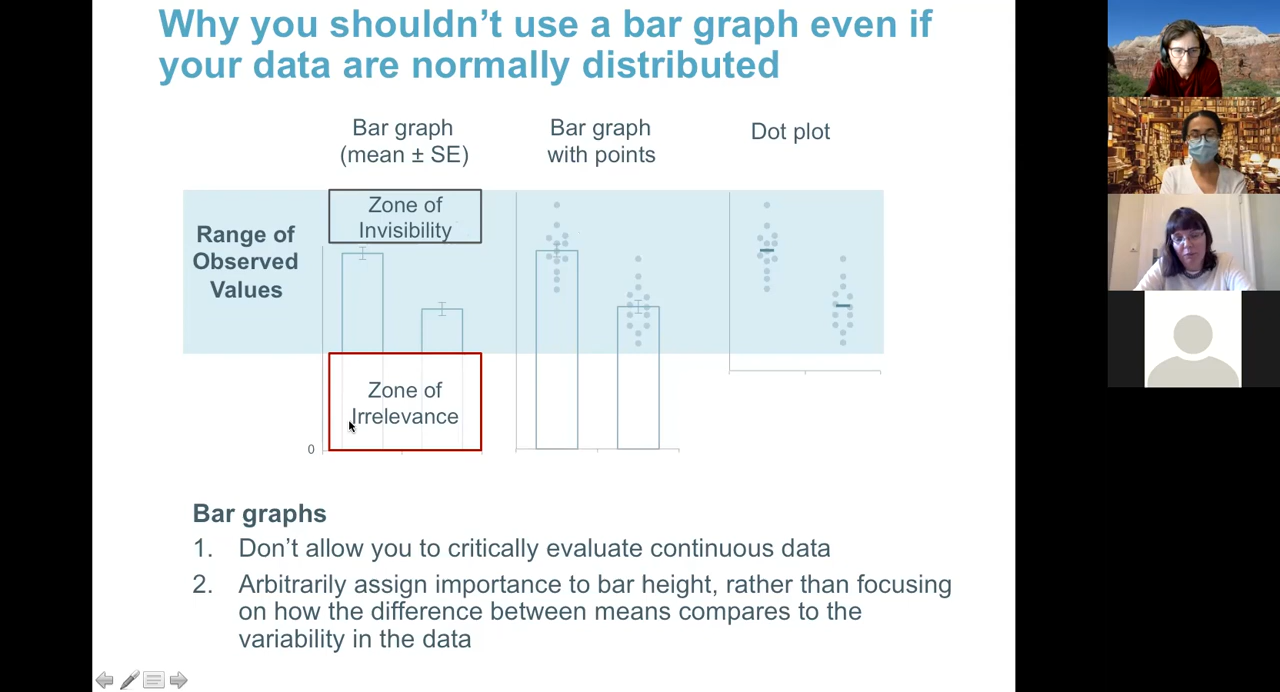 Why you shouldn’t use a bar graph even if
your data are normally distributed
Bar graph
(mean ± SE)
Bar graph
with points
Dot plot
Range of
Observed
Values
Zone of
Invisibility
Zone of
Irrelevance
0
Bar graphs
1. Don’t allow you to critically evaluate continuous data
2. Arbitrarily assign importance to bar height, rather than focusing
on how the difference between means compares to the
variability in the data